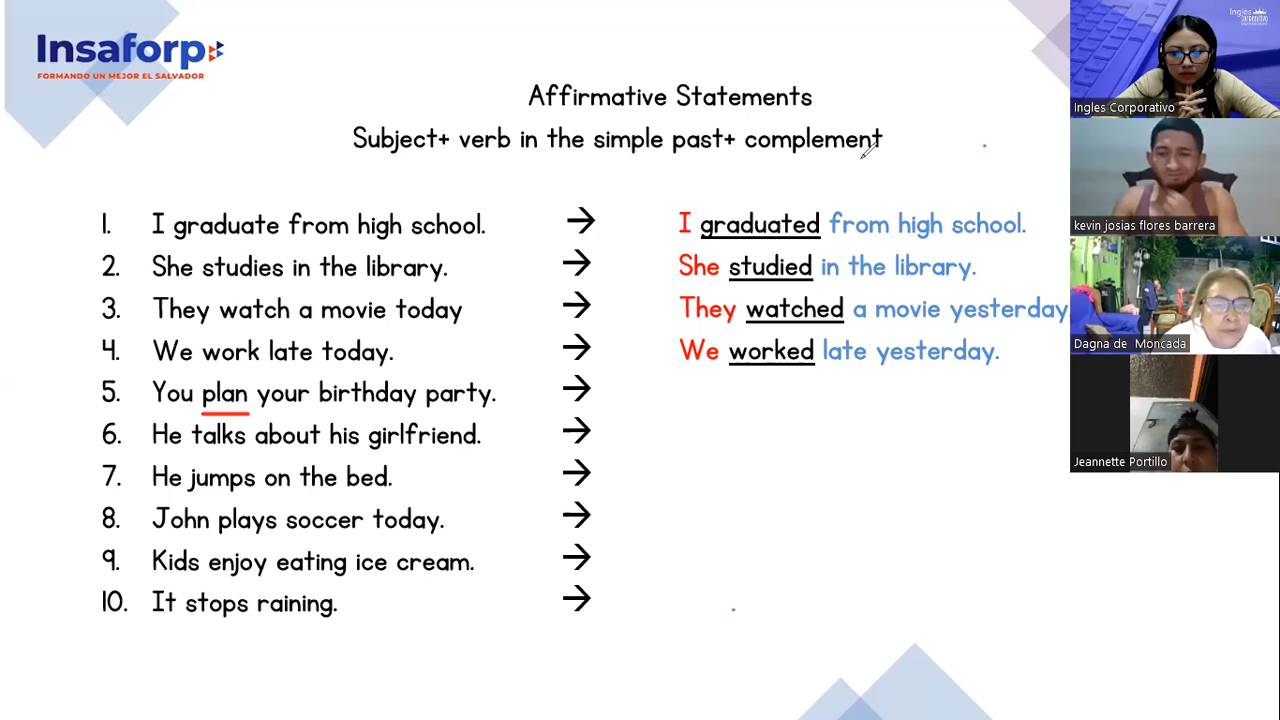 Insaforp
FORMANDO UN MEJOR EL SALVADOR
Affirmative Statements
Subject+ verb in the simple past+ complement .
1. I graduate from high school. → I graduated from high school.
2. She studies in the library. → She studied in the library.
3. They watch a movie today → They watched a movie yesterday
4. We work late today. → We worked late yesterday.
5. You plan your birthday party. →
6. He talks about his girlfriend. →
7. He jumps on the bed. →
8. John plays soccer today. →
9. Kids enjoy eating ice cream. →
10. It stops raining. → .
Ingles
corporativo
Ingles Corporativo
kevin josias flores barrera
Dagna de Moncada
Jeannette Portillo